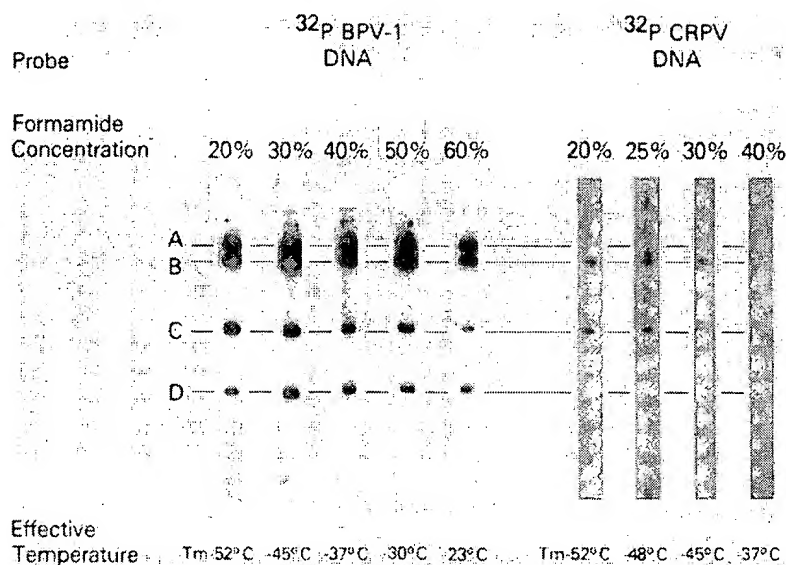 32P BPV-1 32P CRPV
Probe DNA DNA
Formamide
Concentration 20% 30% 40% 50% 60% 20% 25% 30% 40%
A
B
C
D
Effective
Temperature Tm-52°C -45°C -37°C -30°C -23°C Tm-52°C -48°C -45°C -37°C